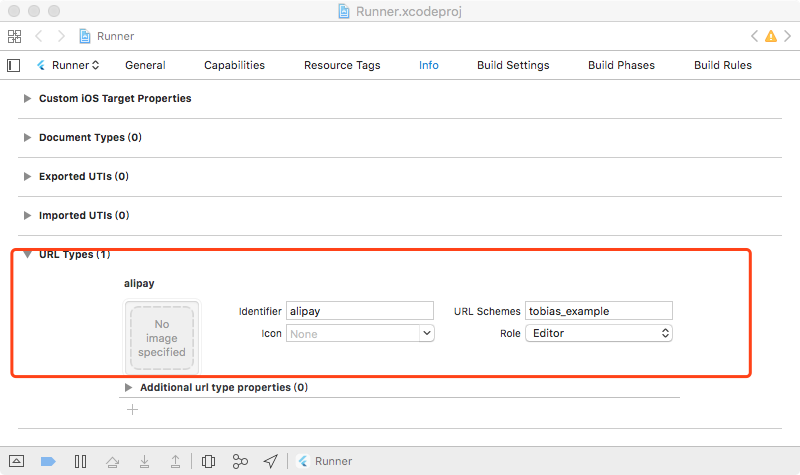 Runner.xcodeproj
Runner
Runner General Capabilities Resource Tags Info Build Settings Build Phases Build Rules
Custom iOS Target Properties
Document Types (0)
Exported UTIs (0)
Imported UTIs (0)
URL Types (1)
alipay
No
image
specified
Identifier alipay URL Schemes tobias_example
Icon None Role Editor
Additional url type properties (0)
Runner